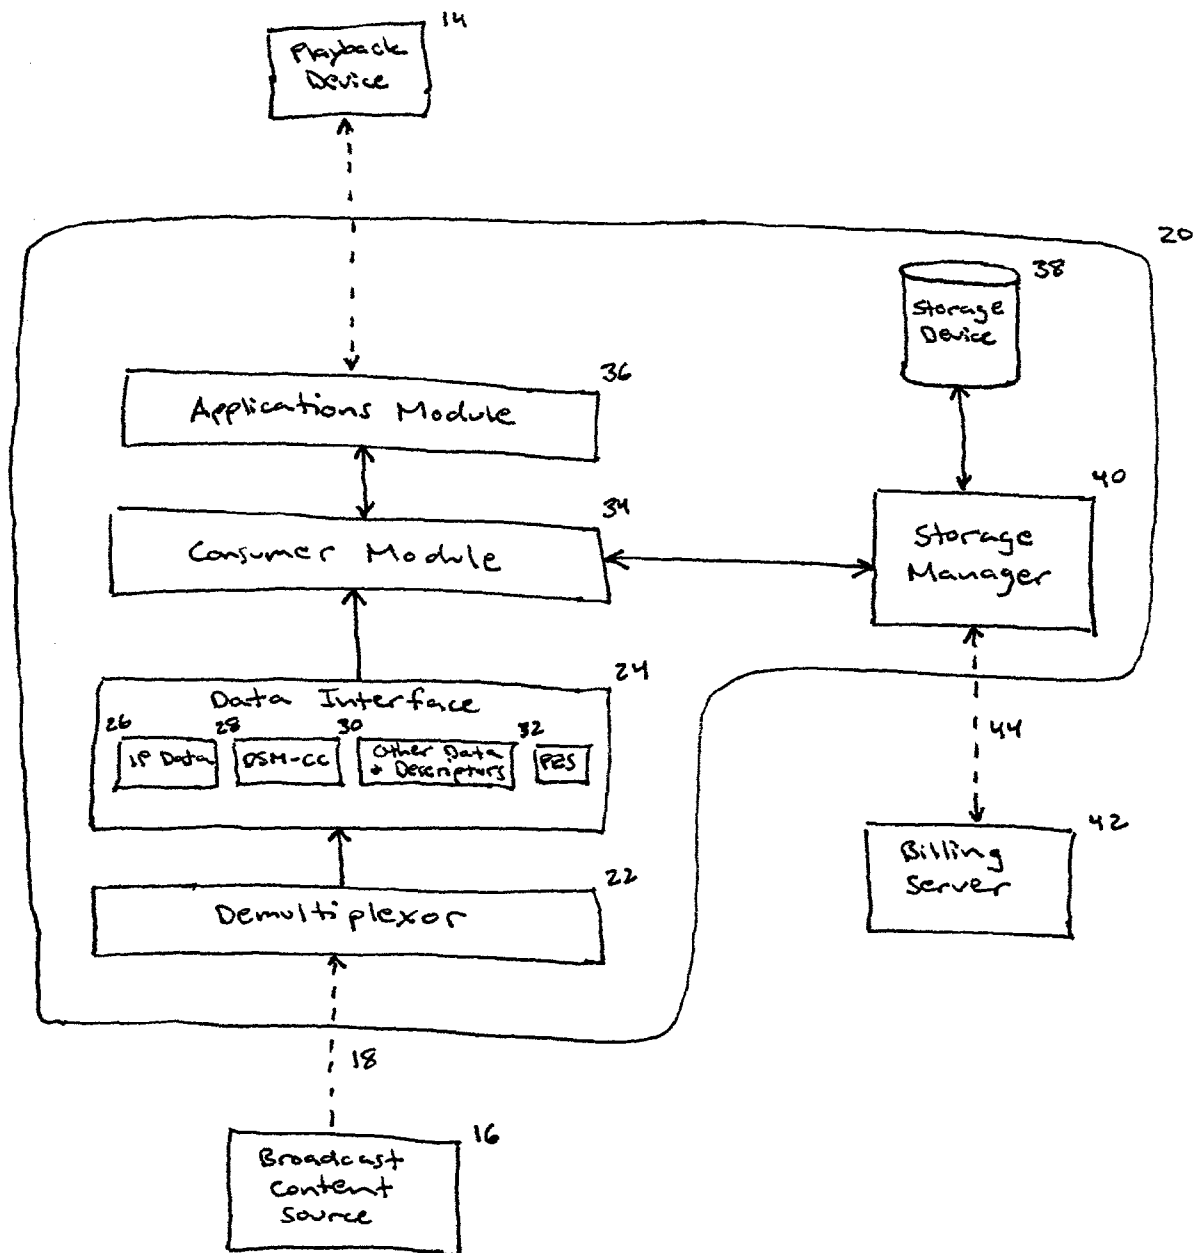 14
Playback
Device
20
38
Storage
Device
36
Applications Module
40
34
Consumer Module
Storage
Manager
24
Data Interface
26 28 30 32
IP Data DSM-CC Other Data PES
+ Descriptors
44
42
Billing
Server
22
Demultiplexor
18
16
Broadcast
Content
Source